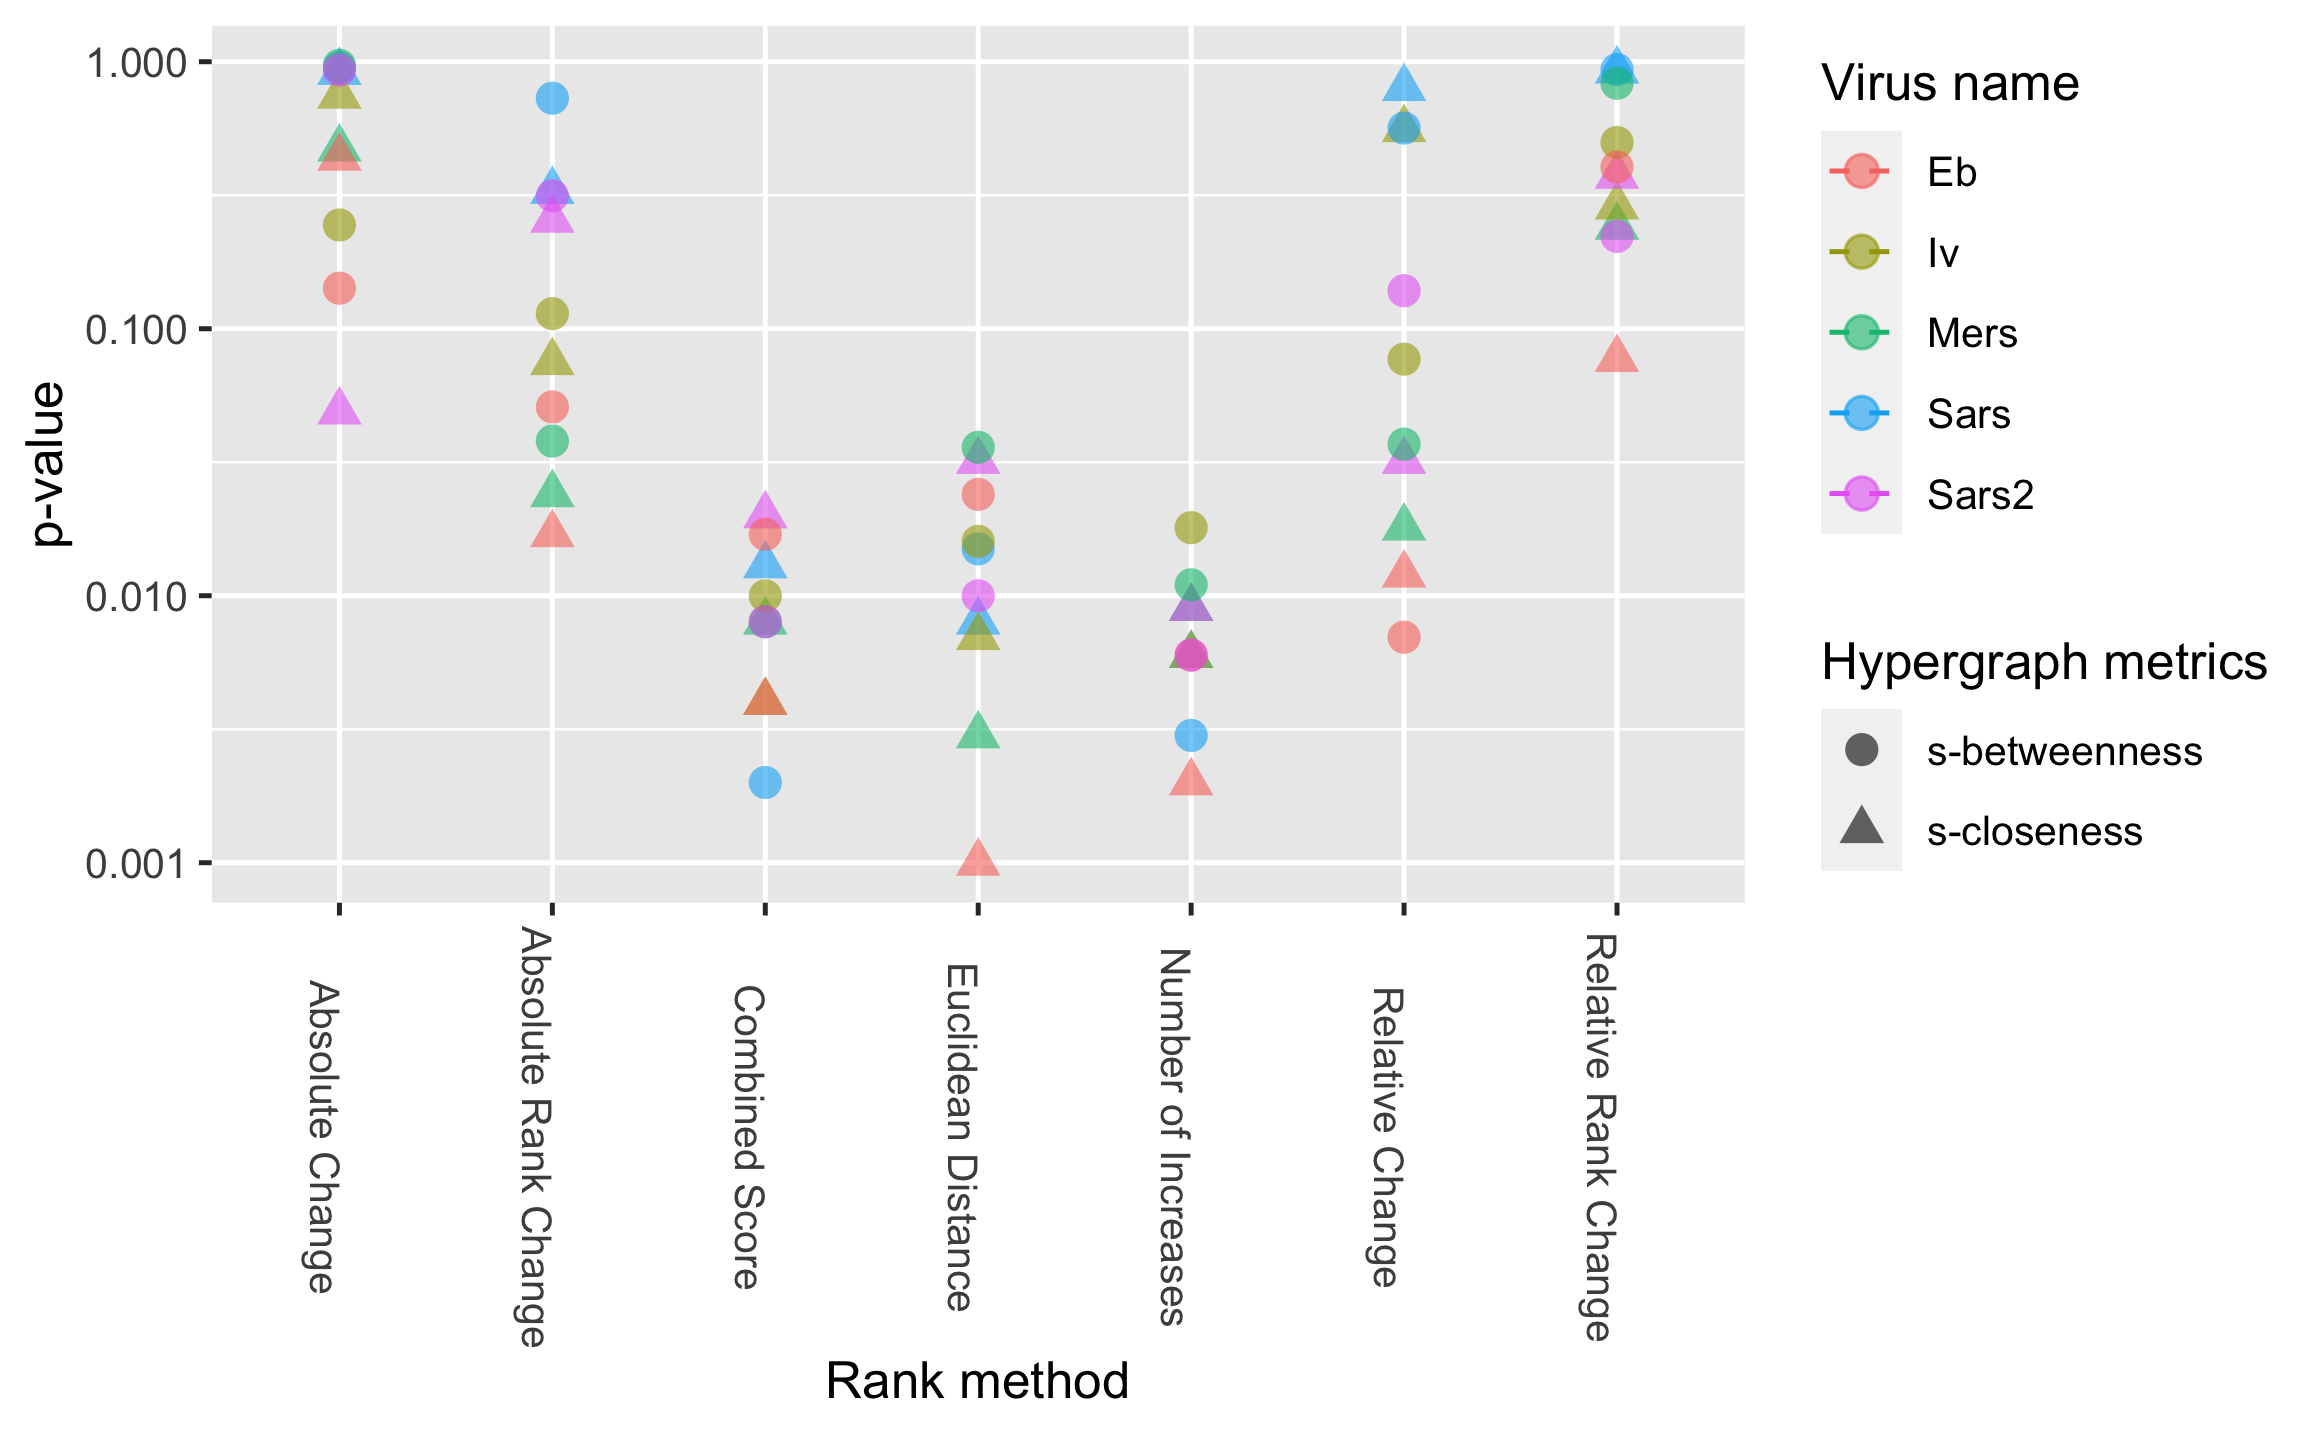 1.000
0.100
0.010
0.001
p-value
Absolute Change
Absolute Rank Change
Combined Score
Euclidean Distance
Number of Increases
Relative Change
Relative Rank Change
Rank method
Virus name
Eb
Iv
Mers
Sars
Sars2
Hypergraph metrics
s-betweenness
s-closeness